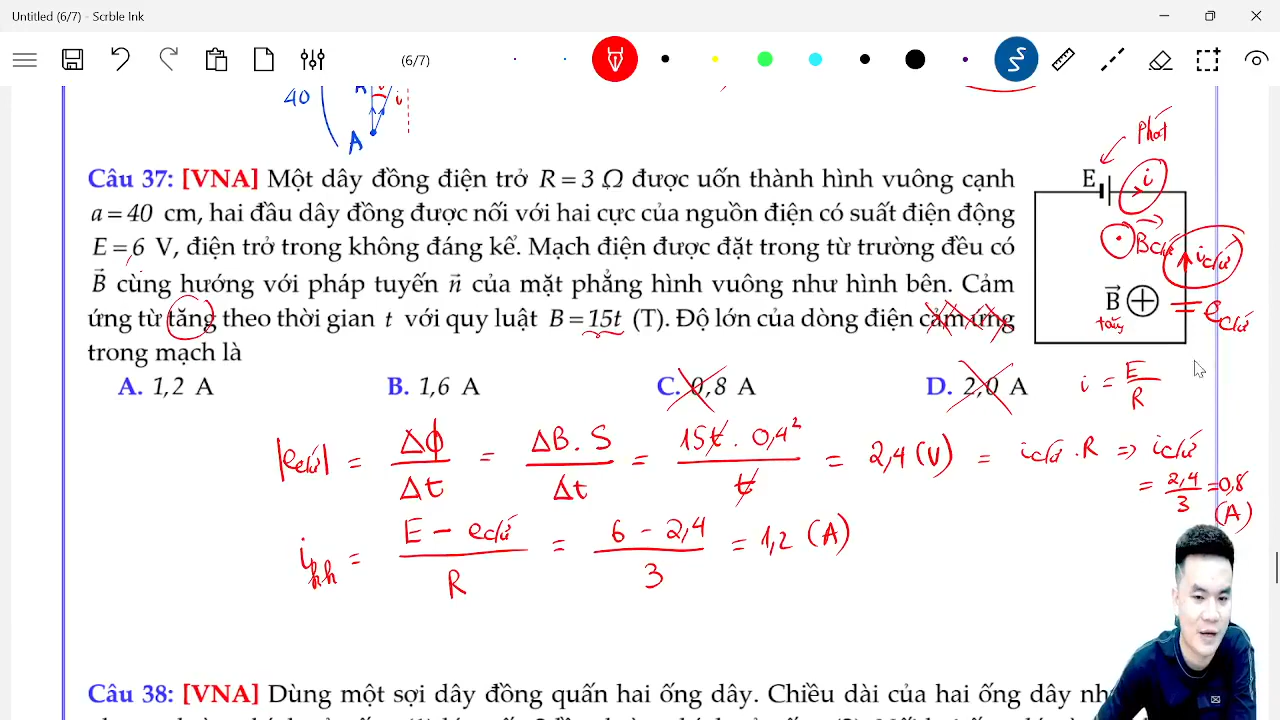 Untitled (6/7) - Scrble Ink
(6/7)
40
A
Câu 37: [VNA] Một dây đồng điện trở R = 3 Ω được uốn thành hình vuông cạnh
a = 40 cm, hai đầu dây đồng được nối với hai cực của nguồn điện có suất điện động
E = 6 V, điện trở trong không đáng kể. Mạch điện được đặt trong từ trường đều có
B⃗ cùng hướng với pháp tuyến n⃗ của mặt phẳng hình vuông như hình bên. Cảm
ứng từ tăng theo thời gian t với quy luật B = 15t (T). Độ lớn của dòng điện cảm ứng
trong mạch là
Phát
E
i
B⃗cứ
icứ
B⃗
tăng
ecứ
A. 1,2 A B. 1,6 A C. 0,8 A D. 2,0 A
i = E/R
|ecứ| = ΔΦ/Δt = ΔB.S/Δt = 15t.0,4²/t = 2,4 (V) = icứ.R ⇒ icứ
= 2,4/3 = 0,8
(A)
ihh = E - ecứ/R = 6 - 2,4/3 = 1,2 (A)
Câu 38: [VNA] Dùng một sợi dây đồng quấn hai ống dây. Chiều dài của hai ống dây